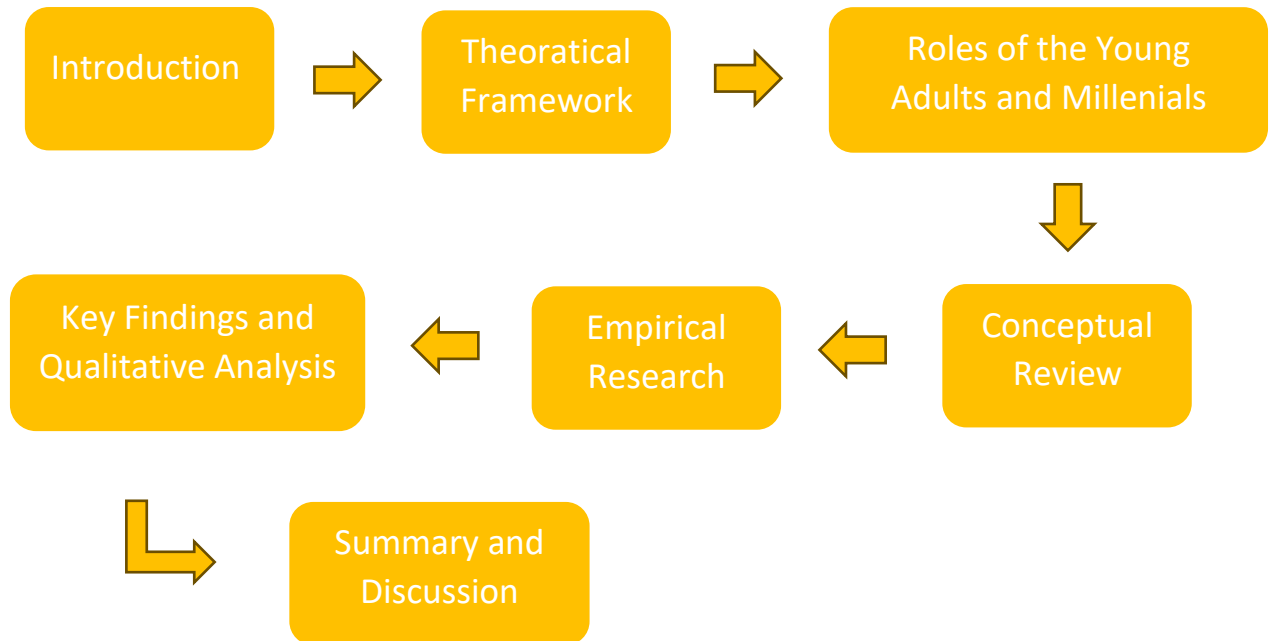 Introduction
Theoratical
Framework
Roles of the Young
Adults and Millenials
Conceptual
Review
Empirical
Research
Key Findings and
Qualitative Analysis
Summary and
Discussion